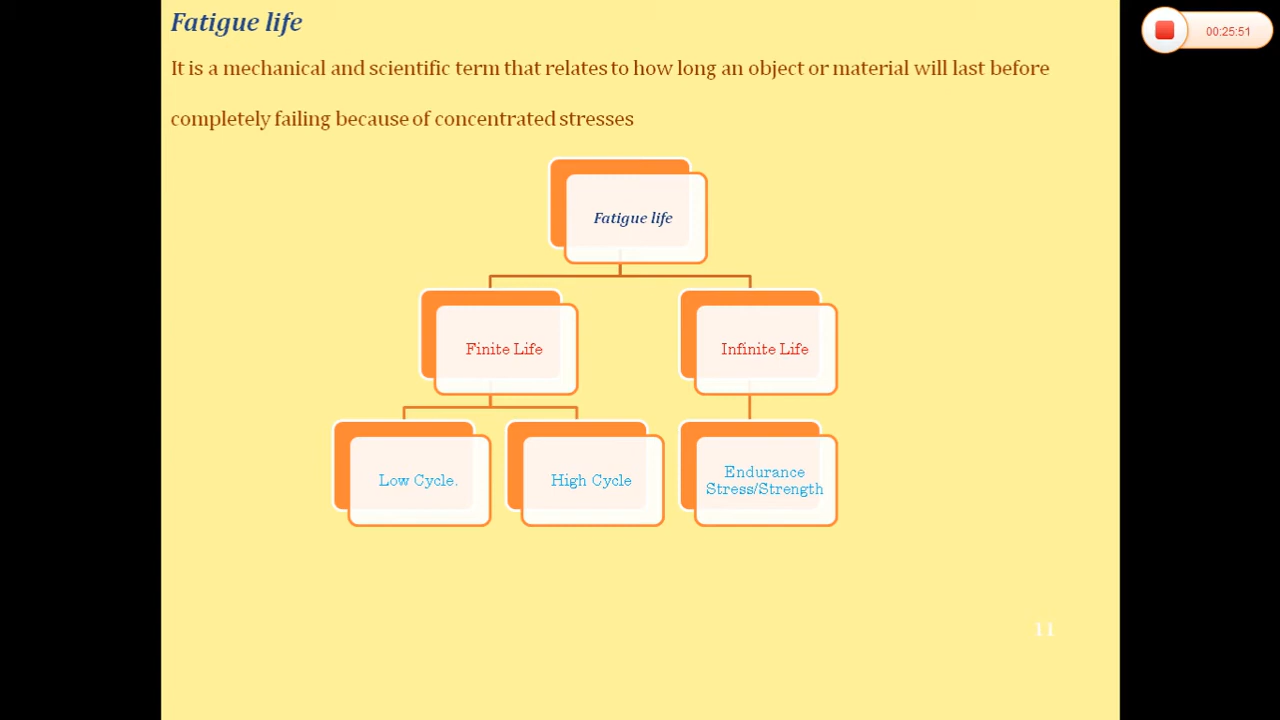 Fatigue life
00:25:51
It is a mechanical and scientific term that relates to how long an object or material will last before
completely failing because of concentrated stresses
Fatigue life
Finite Life
Infinite Life
Low Cycle.
High Cycle
Endurance
Stress/Strength
11